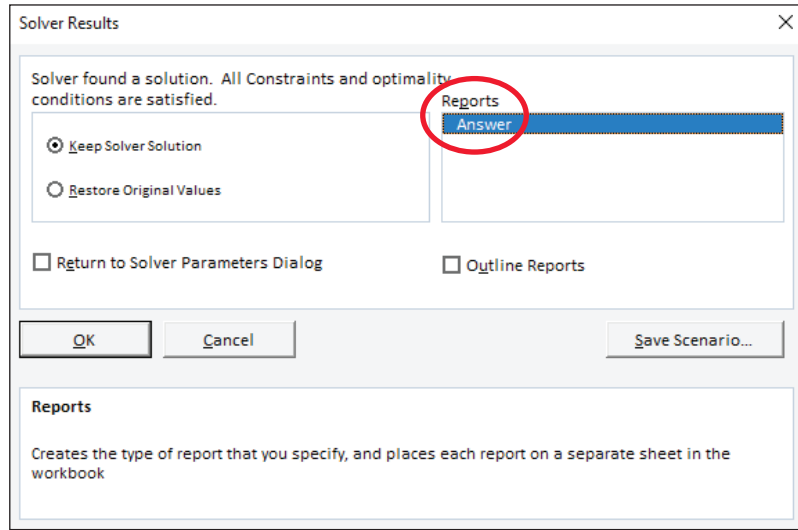 Solver Results
Solver found a solution. All Constraints and optimality
conditions are satisfied.
Reports
Answer
Keep Solver Solution
Restore Original Values
Return to Solver Parameters Dialog
Outline Reports
OK
Cancel
Save Scenario...
Reports
Creates the type of report that you specify, and places each report on a separate sheet in the
workbook